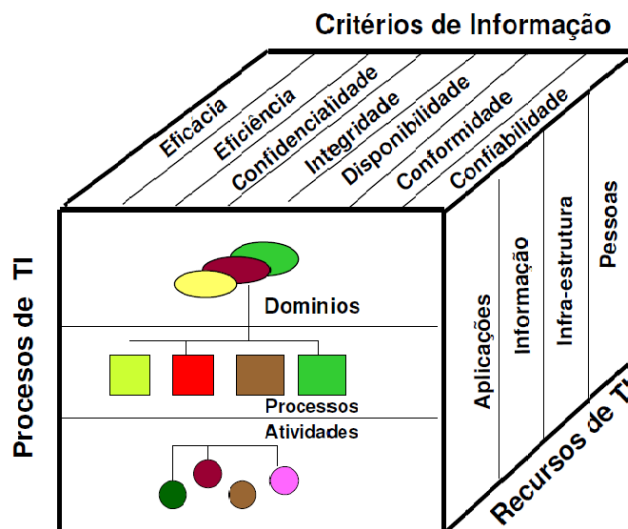 Critérios de Informação
Eficácia
Eficiência
Confidencialidade
Integridade
Disponibilidade
Conformidade
Confiabilidade
Procesos de TI
Dominios
Processos
Atividades
Aplicações
Informação
Infra-estrutura
Pessoas
Recursos de TI